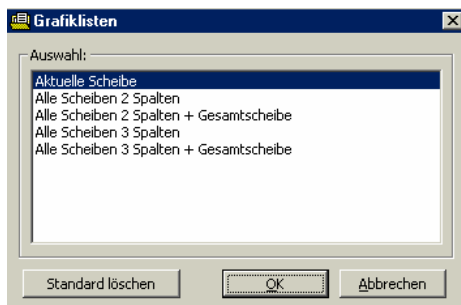 Grafiklisten
Auswahl:
Aktuelle Scheibe
Alle Scheiben 2 Spalten
Alle Scheiben 2 Spalten + Gesamtscheibe
Alle Scheiben 3 Spalten
Alle Scheiben 3 Spalten + Gesamtscheibe
Standard löschen OK Abbrechen